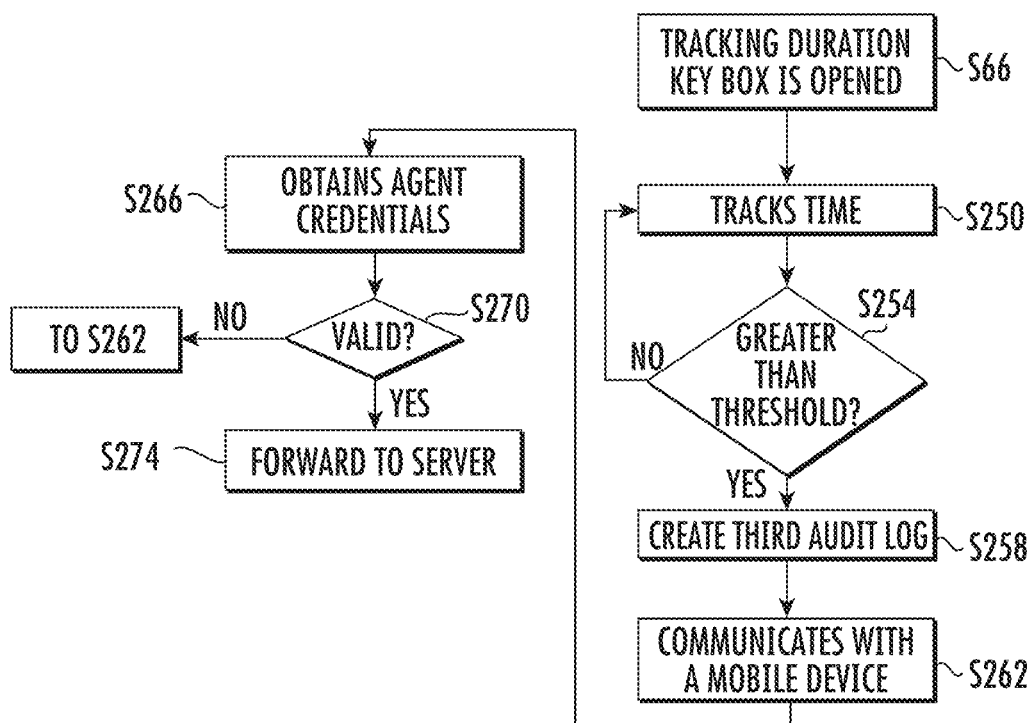 TRACKING DURATION
KEY BOX IS OPENED
S66
TRACKS TIME
S250
S254
GREATER
THAN
THRESHOLD?
NO
YES
CREATE THIRD AUDIT LOG
S258
COMMUNICATES WITH
A MOBILE DEVICE
S262
S266
OBTAINS AGENT
CREDENTIALS
S270
VALID?
NO
TO S262
YES
S274
FORWARD TO SERVER